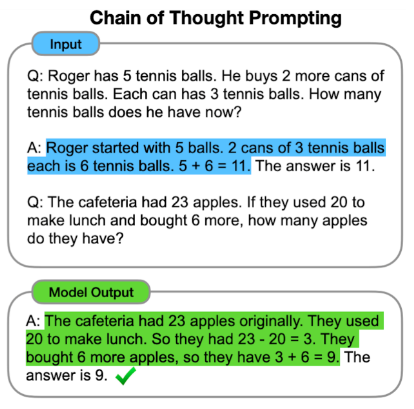 Chain of Thought Prompting
Input
Q: Roger has 5 tennis balls. He buys 2 more cans of
tennis balls. Each can has 3 tennis balls. How many
tennis balls does he have now?
A: Roger started with 5 balls. 2 cans of 3 tennis balls
each is 6 tennis balls. 5 + 6 = 11. The answer is 11.
Q: The cafeteria had 23 apples. If they used 20 to
make lunch and bought 6 more, how many apples
do they have?
Model Output
A: The cafeteria had 23 apples originally. They used
20 to make lunch. So they had 23 - 20 = 3. They
bought 6 more apples, so they have 3 + 6 = 9. The
answer is 9.